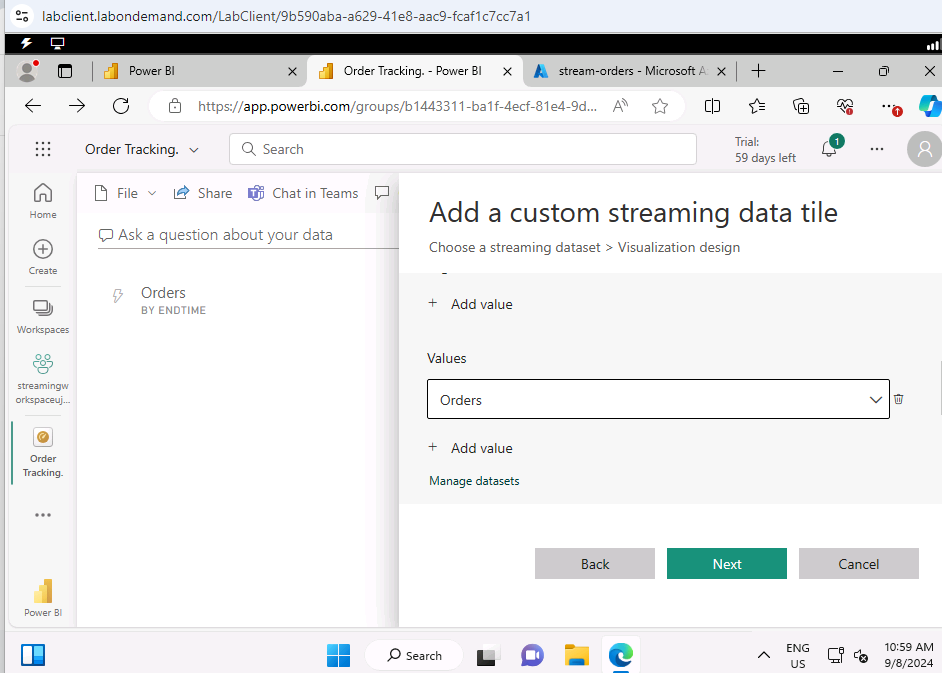 labclient.labondemand.com/LabClient/9b590aba-a629-41e8-aac9-fcaf1c7cc7a1
Power BI
Order Tracking. - Power BI
stream-orders - Microsoft A
https://app.powerbi.com/groups/b1443311-ba1f-4ecf-81e4-9d...
Order Tracking.
Search
Trial:
59 days left
1
File
Share
Chat in Teams
Ask a question about your data
Orders
BY ENDTIME
Home
Create
Workspaces
streamingw
orkspaceuj...
Order
Tracking.
Power BI
Add a custom streaming data tile
Choose a streaming dataset > Visualization design
+ Add value
Values
Orders
+ Add value
Manage datasets
Back
Next
Cancel
Search
ENG
US
10:59 AM
9/8/2024